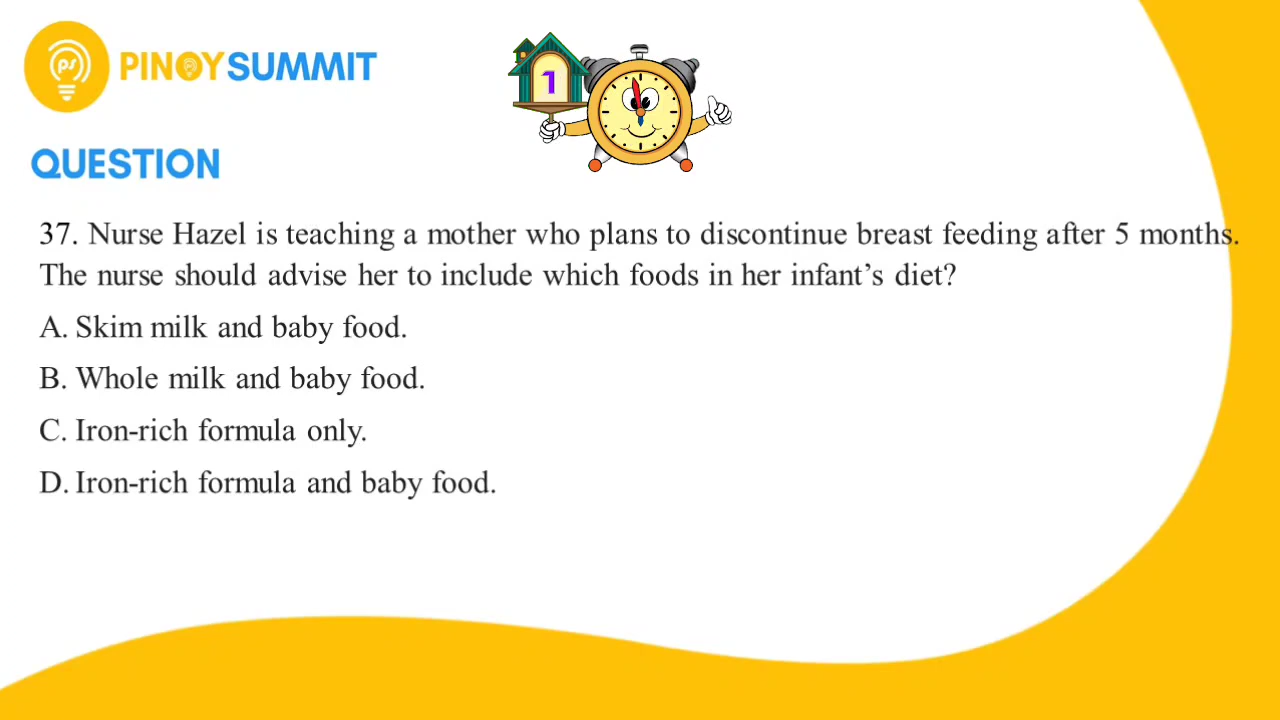 PINOY SUMMIT
1
QUESTION
37. Nurse Hazel is teaching a mother who plans to discontinue breast feeding after 5 months.
The nurse should advise her to include which foods in her infant’s diet?
A. Skim milk and baby food.
B. Whole milk and baby food.
C. Iron-rich formula only.
D. Iron-rich formula and baby food.